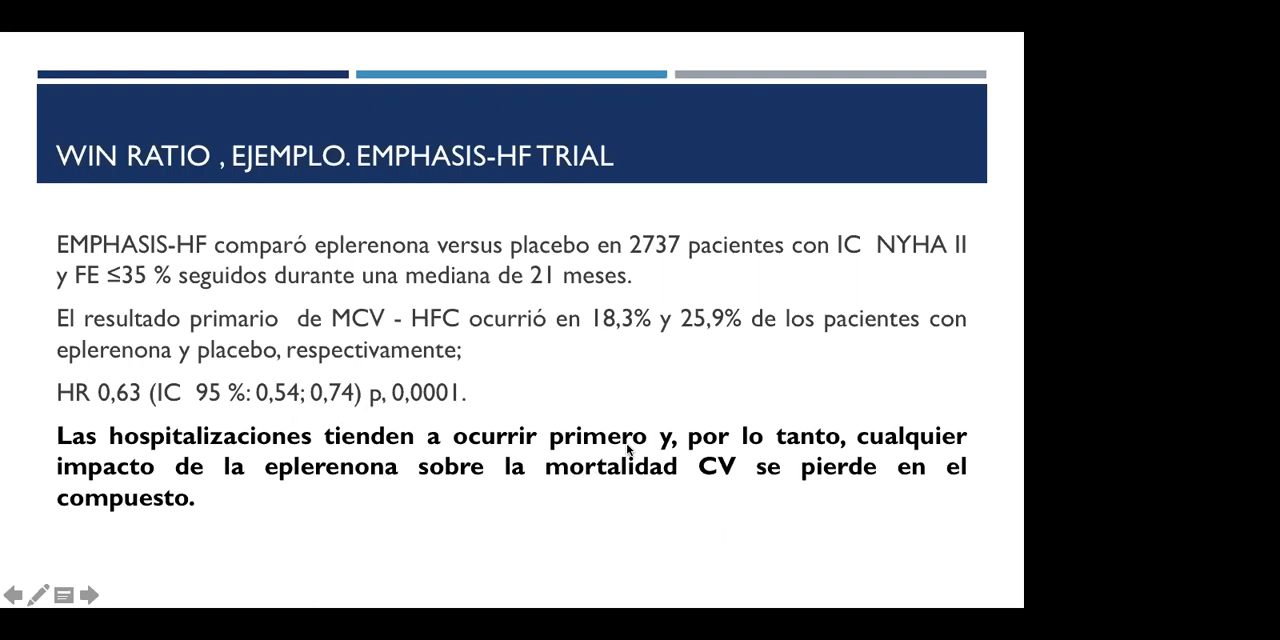 WIN RATIO , EJEMPLO. EMPHASIS-HF TRIAL
EMPHASIS-HF comparó eplerenona versus placebo en 2737 pacientes con IC NYHA II
y FE ≤35 % seguidos durante una mediana de 21 meses.
El resultado primario de MCV - HFC ocurrió en 18,3% y 25,9% de los pacientes con
eplerenona y placebo, respectivamente;
HR 0,63 (IC 95 %: 0,54; 0,74) p, 0,0001.
Las hospitalizaciones tienden a ocurrir primero y, por lo tanto, cualquier
impacto de la eplerenona sobre la mortalidad CV se pierde en el
compuesto.